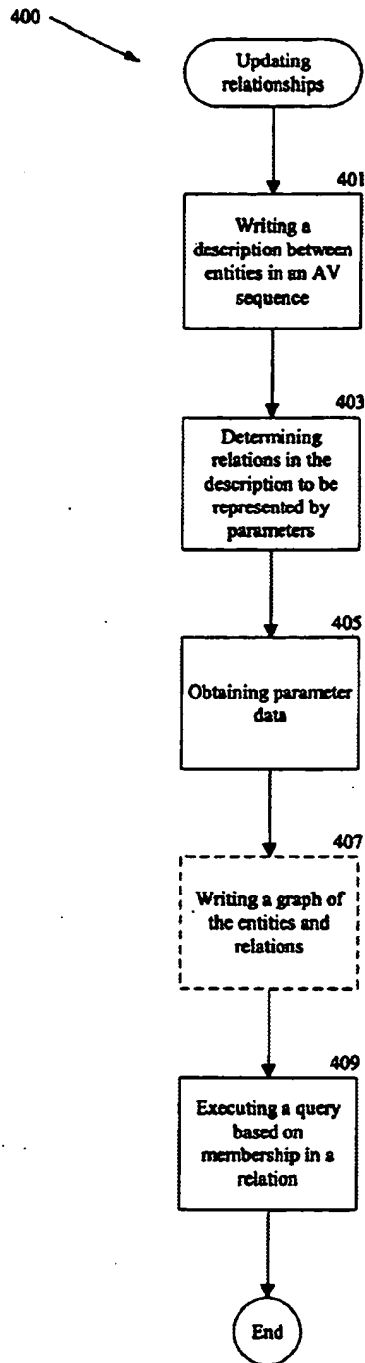 400
Updating
relationships
401
Writing a
description between
entities in an AV
sequence
403
Determining
relations in the
description to be
represented by
parameters
405
Obtaining parameter
data
407
Writing a graph of
the entities and
relations
409
Executing a query
based on
membership in a
relation
End